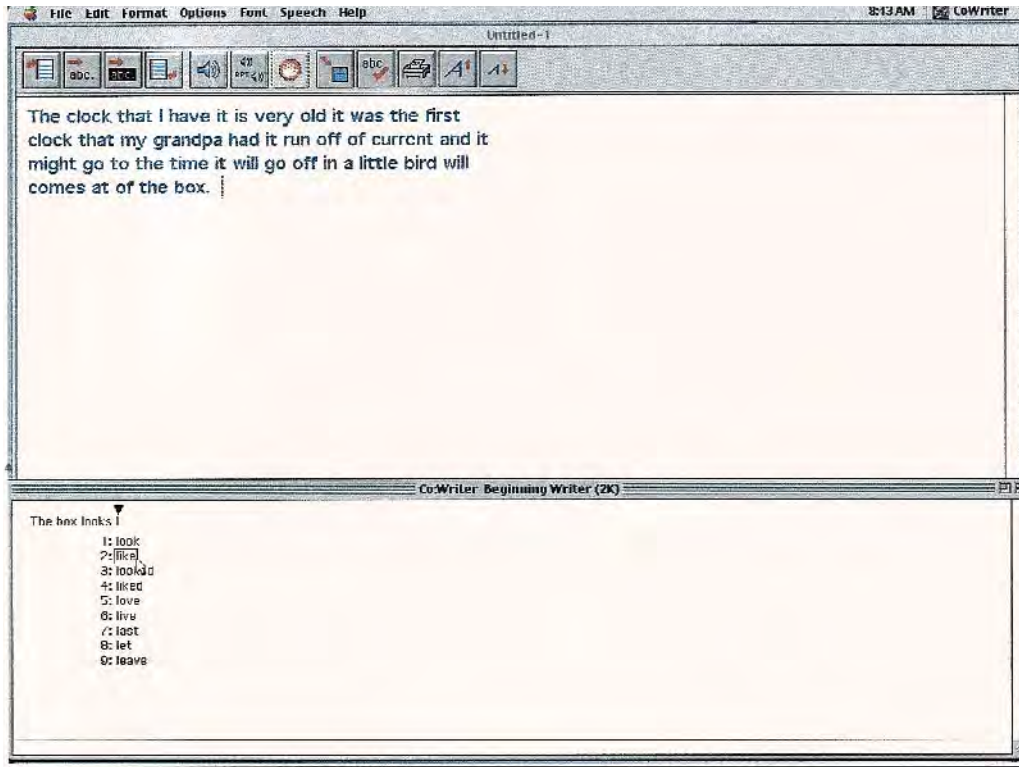 File Edit Format Options Font Speech Help 8:13 AM CoWriter
Untitled-1
abc. abc. RPT abc A A
The clock that I have it is very old it was the first
clock that my grandpa had it run off of current and it
might go to the time it will go off in a little bird will
comes at of the box.
Co:Writer Beginning Writer (2K)
The box looks l
1: look
2: like
3: looked
4: liked
5: love
6: live
7: last
8: let
9: leave